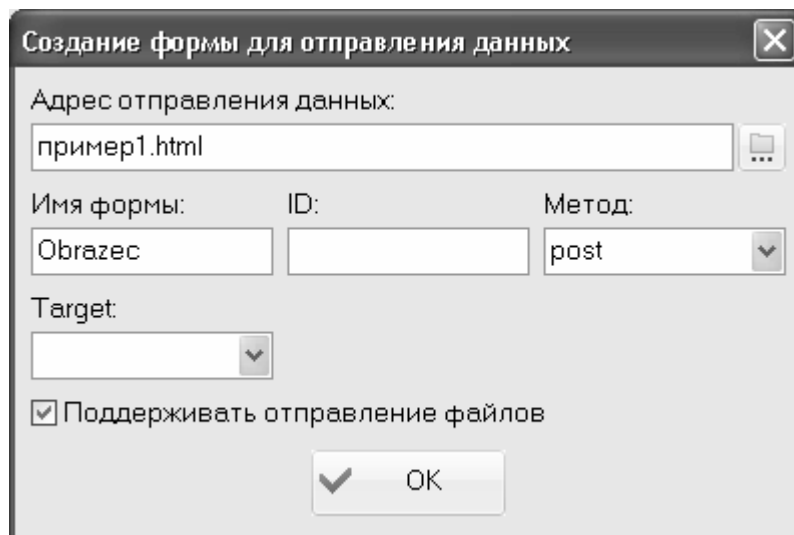 Создание формы для отправления данных
Адрес отправления данных:
пример1.html
Имя формы: ID: Метод:
Obrazec post
Target:
Поддерживать отправление файлов
OK